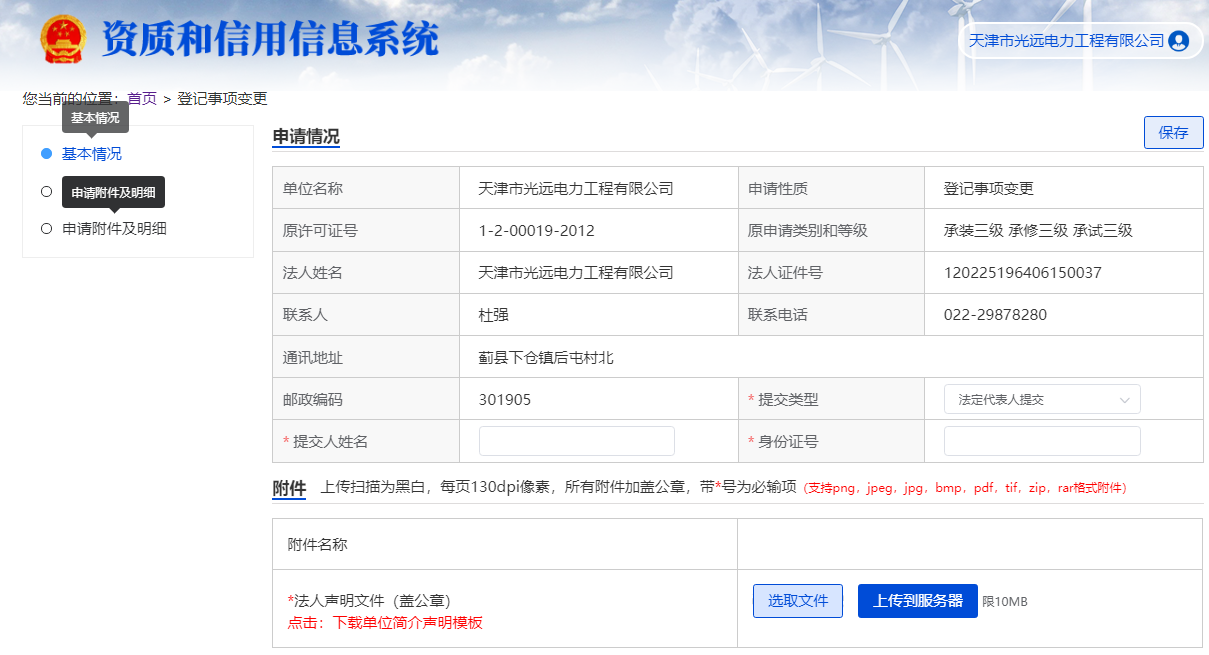 资质和信用信息系统
天津市光远电力工程有限公司
您当前的位置：首页 > 登记事项变更
基本情况
基本情况
申请附件及明细
申请附件及明细
申请情况
保存
单位名称 天津市光远电力工程有限公司 申请性质 登记事项变更
原许可证号 1-2-00019-2012 原申请类别和等级 承装三级 承修三级 承试三级
法人姓名 天津市光远电力工程有限公司 法人证件号 120225196406150037
联系人 杜强 联系电话 022-29878280
通讯地址 蓟县下仓镇后屯村北
邮政编码 301905 * 提交类型 法定代表人提交
* 提交人姓名 * 身份证号
附件 上传扫描为黑白，每页130dpi像素，所有附件加盖公章，带*号为必输项（支持png，jpeg，jpg，bmp，pdf，tif，zip，rar格式附件）
附件名称
*法人声明文件（盖公章）
点击：下载单位简介声明模板
选取文件 上传到服务器 限10MB